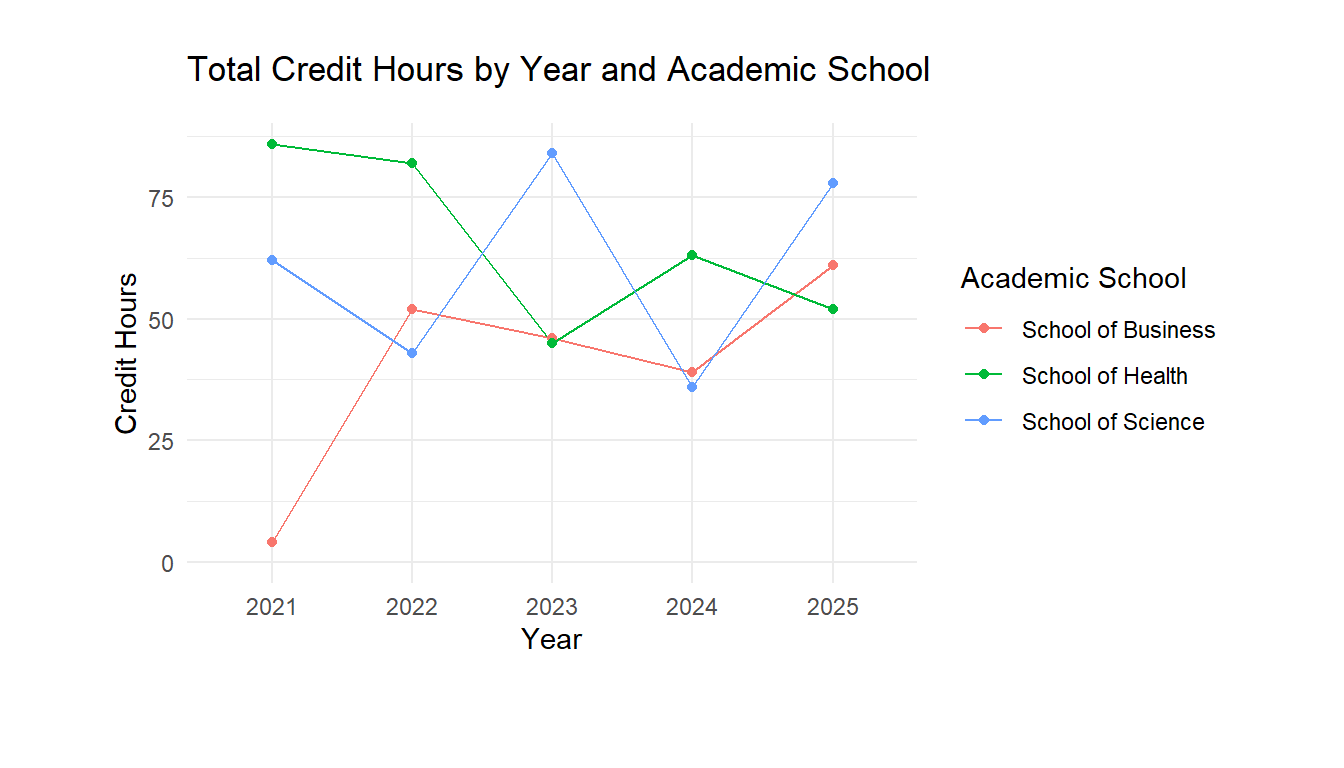 Total Credit Hours by Year and Academic School
Credit Hours
75
50
25
0
2021 2022 2023 2024 2025
Year
Academic School
School of Business
School of Health
School of Science